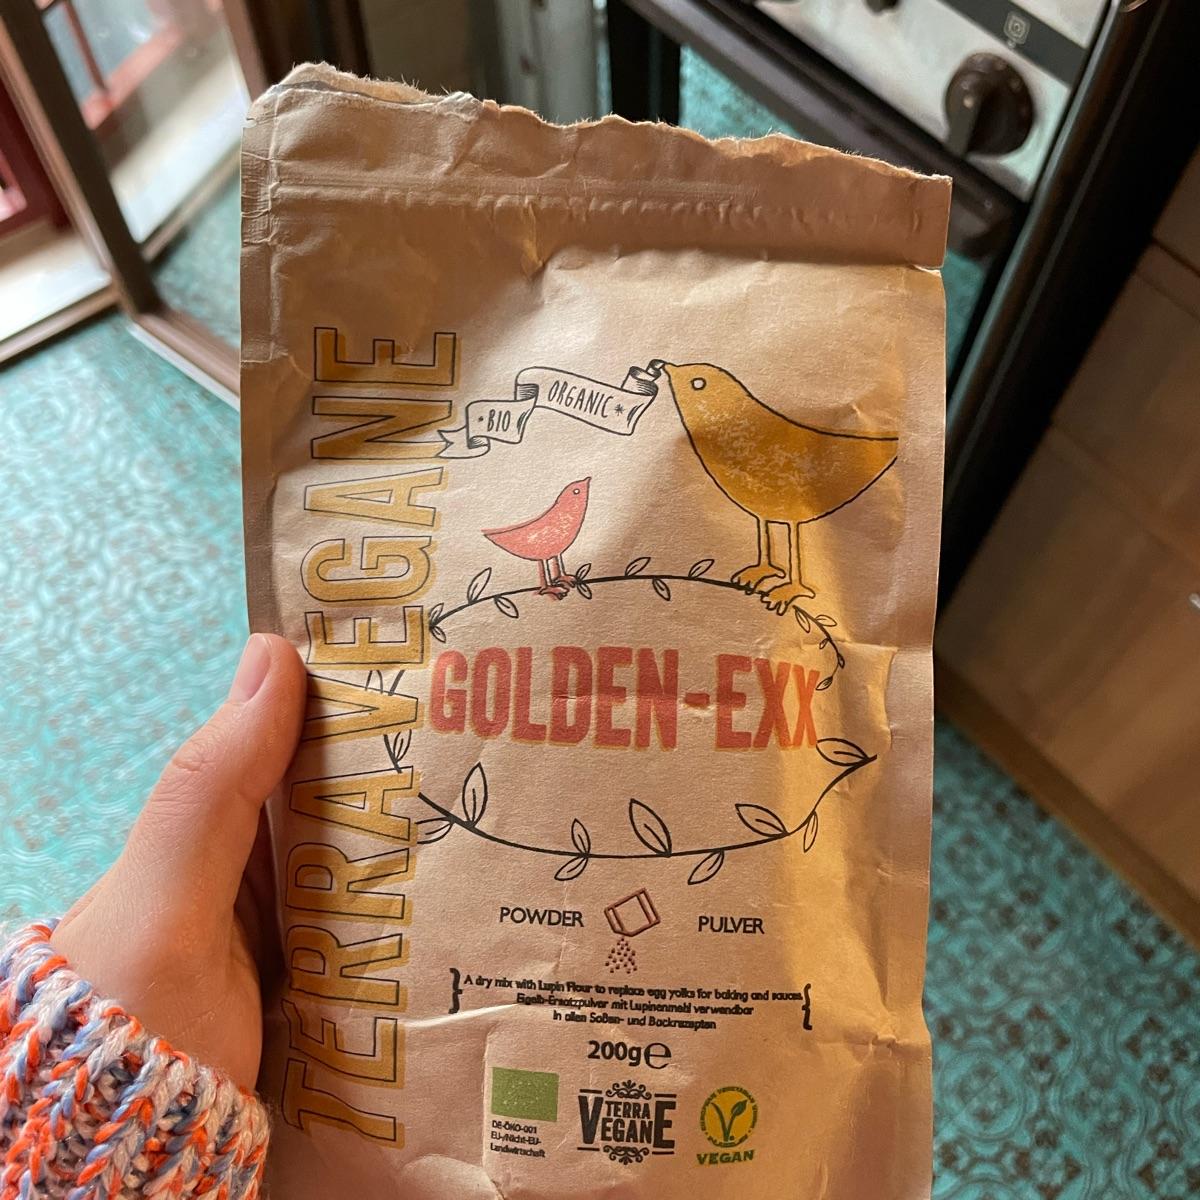 TERRA VEGANE
*BIO
ORGANIC*
GOLDEN-EXX
POWDER
PULVER
A dry mix with Lupin Flour to replace egg yolks for baking and sauces.
Eigelb-Ersatzpulver mit Lupinenmehl verwendbar
in allen Soßen- und Backrezepten
200g℮
DE-ÖKO-001
EU-/Nicht-EU-
Landwirtschaft
TERRA
VEGANE
VEGAN